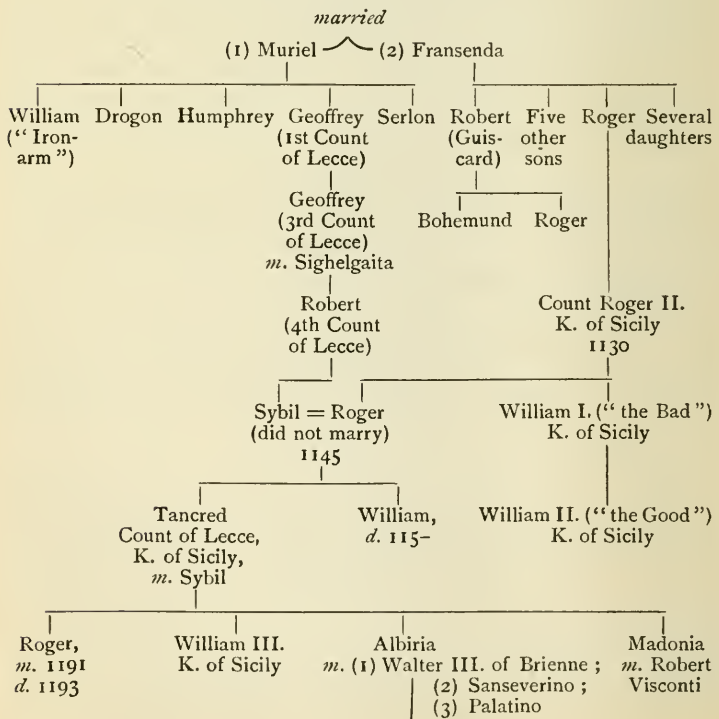 married
(1) Muriel (2) Fransenda
William Drogon Humphrey Geoffrey Serlon Robert Five Roger Several
(“Iron- (1st Count (Guis- other daughters
arm”) of Lecce) card) sons
Geoffrey
(3rd Count Bohemund Roger
of Lecce)
m. Sighelgaita
Robert Count Roger II.
(4th Count K. of Sicily
of Lecce) 1130
Sybil = Roger William I. (“the Bad”)
(did not marry) K. of Sicily
1145
Tancred William, William II. (“the Good”)
Count of Lecce, d. 115– K. of Sicily
K. of Sicily,
m. Sybil
Roger, William III. Albiria Madonia
m. 1191 K. of Sicily m. (1) Walter III. of Brienne; m. Robert
d. 1193 (2) Sanseverino; Visconti
(3) Palatino